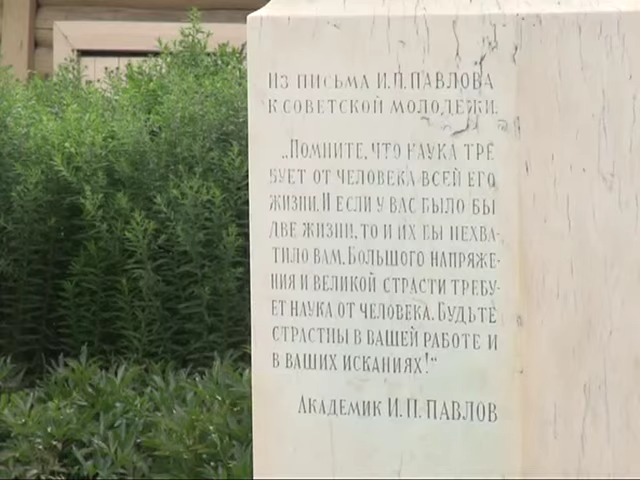 ИЗ ПИСЬМА И.П. ПАВЛОВА
К СОВЕТСКОЙ МОЛОДЕЖИ.
„ПОМНИТЕ, ЧТО НАУКА ТРЕ
БУЕТ ОТ ЧЕЛОВЕКА ВСЕЙ ЕГО
ЖИЗНИ. И ЕСЛИ У ВАС БЫЛО БЫ
ДВЕ ЖИЗНИ, ТО И ИХ БЫ НЕХВА-
ТИЛО ВАМ. БОЛЬШОГО НАПРЯЖЕ-
НИЯ И ВЕЛИКОЙ СТРАСТИ ТРЕБУ-
ЕТ НАУКА ОТ ЧЕЛОВЕКА. БУДЬТЕ
СТРАСТНЫ В ВАШЕЙ РАБОТЕ И
В ВАШИХ ИСКАНИЯХ!“
АКАДЕМИК И.П. ПАВЛОВ